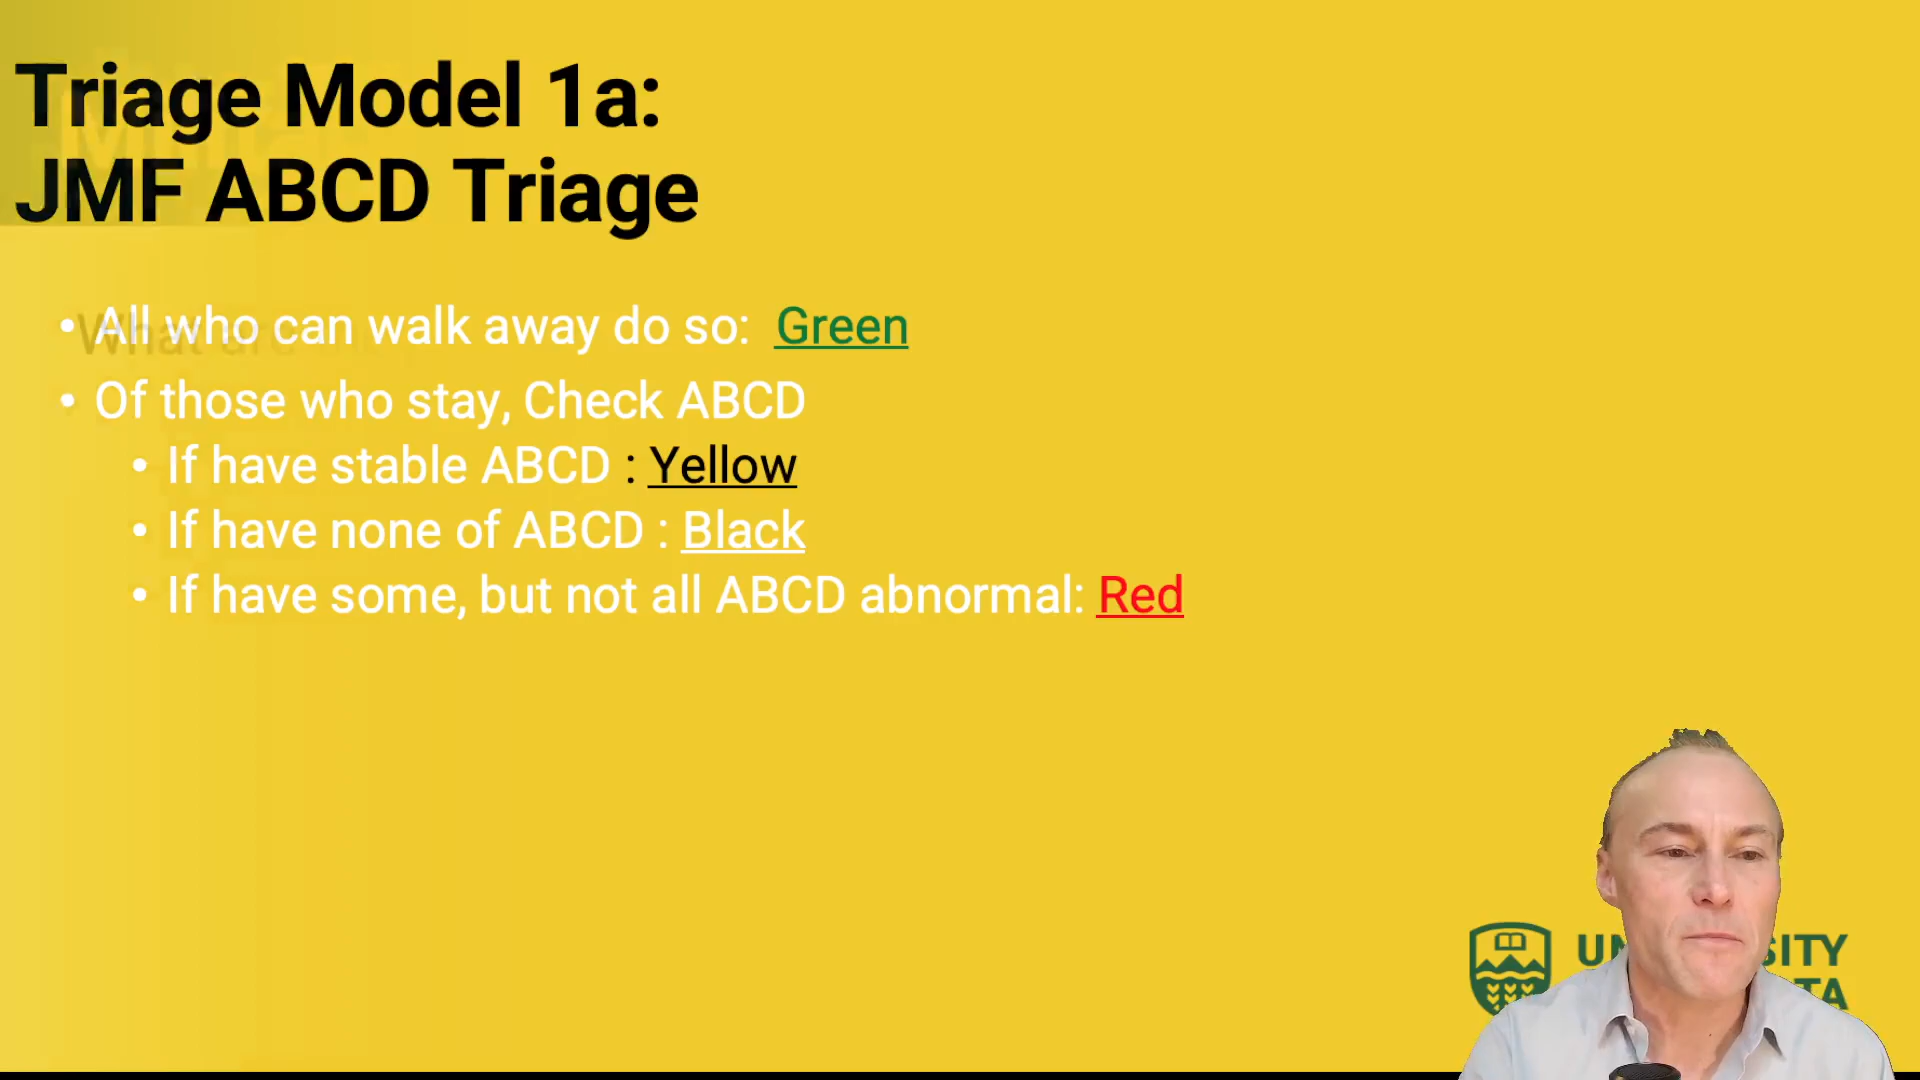 Triage Model 1a:
JMF ABCD Triage
• All who can walk away do so: Green
• Of those who stay, Check ABCD
• If have stable ABCD : Yellow
• If have none of ABCD : Black
• If have some, but not all ABCD abnormal: Red
What are